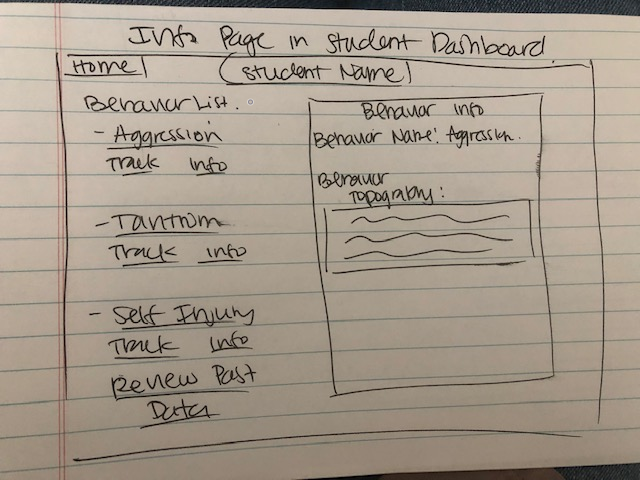 Info Page in Student Dashboard
Home
Student Name
Behavior List.
- Aggression
Track info
- Tantrum
Track info
- Self Injury
Track info
Review Past
Data
Behavior info
Behavior Name: Aggression.
Behavior
Topography: